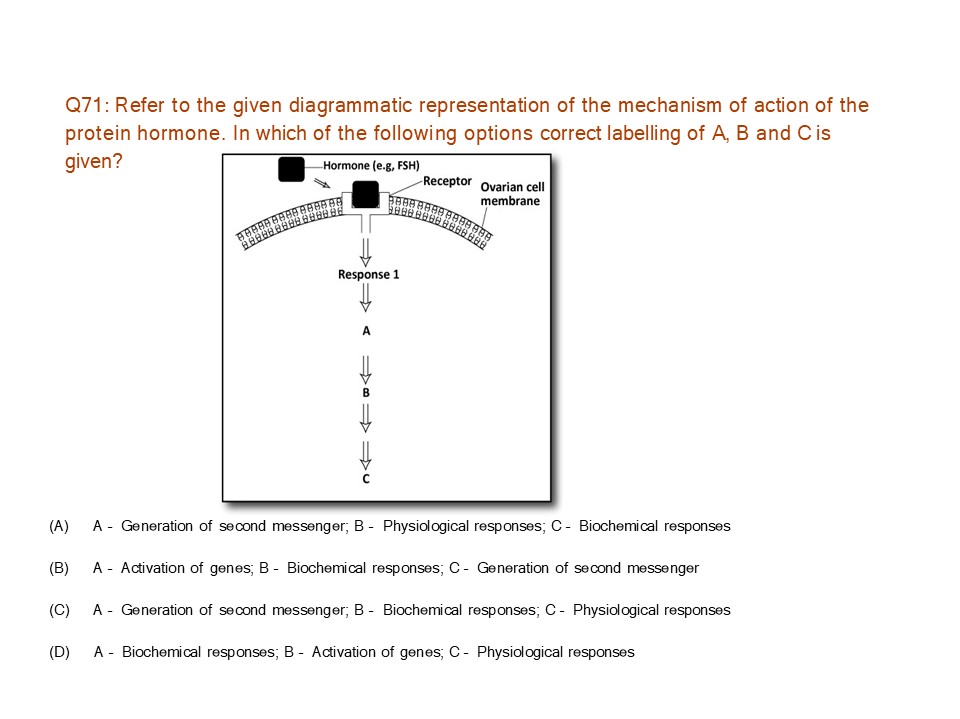 Q71: Refer to the given diagrammatic representation of the mechanism of action of the
protein hormone. In which of the following options correct labelling of A, B and C is
given?
Hormone (e.g, FSH)
Receptor
Ovarian cell
membrane
Response 1
A
B
C
(A) A - Generation of second messenger; B - Physiological responses; C - Biochemical responses
(B) A - Activation of genes; B - Biochemical responses; C - Generation of second messenger
(C) A - Generation of second messenger; B - Biochemical responses; C - Physiological responses
(D) A - Biochemical responses; B - Activation of genes; C - Physiological responses